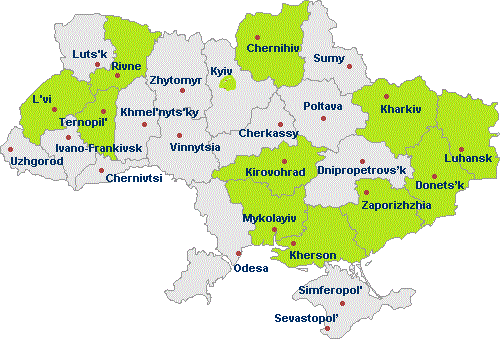 Chernihiv
Luts'k
Sumy
Rivne
Kyiv
Zhytomyr
L'vi
Poltava
Kharkiv
Khmel'nyts'ky
Ternopil'
Cherkassy
Ivano-Frankivsk
Vinnytsia
Luhansk
Uzhgorod
Kirovohrad
Dnipropetrovs'k
Chernivtsi
Donets'k
Zaporizhzhia
Mykolayiv
Kherson
Odesa
Simferopol'
Sevastopol'